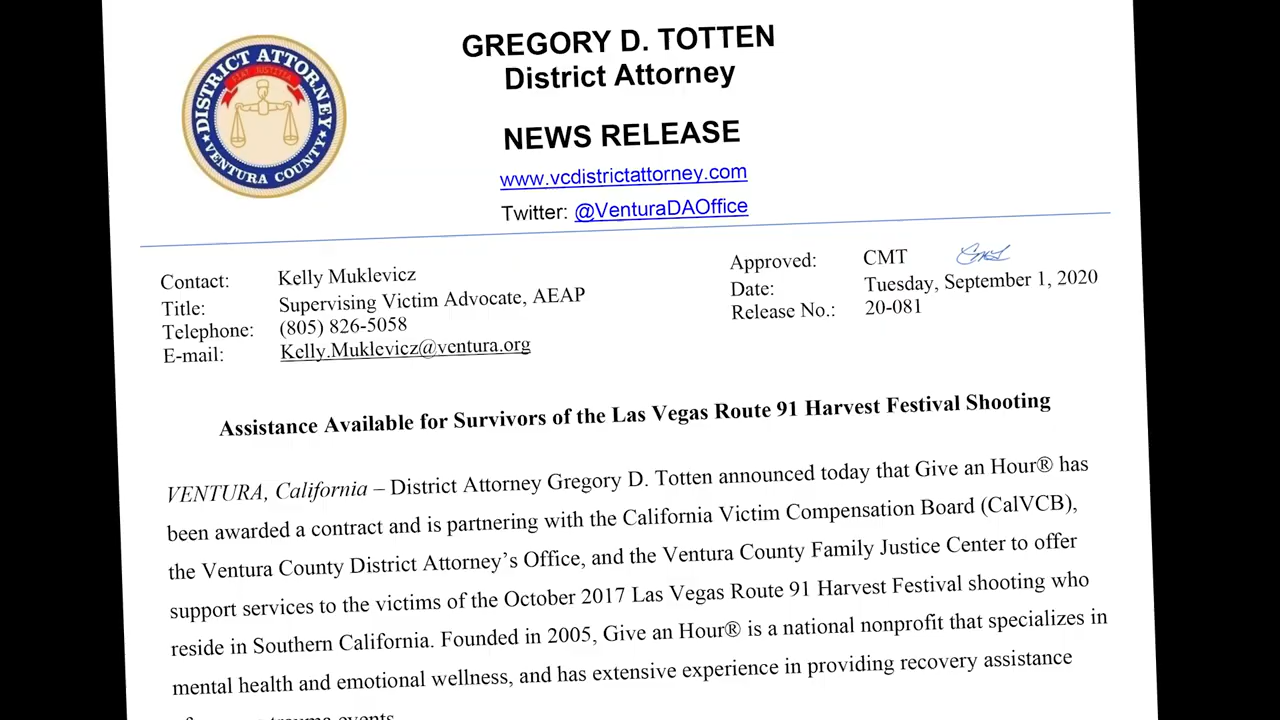 DISTRICT ATTORNEY
FIAT JUSTITIA
VENTURA COUNTY
GREGORY D. TOTTEN
District Attorney
NEWS RELEASE
www.vcdistrictattorney.com
Twitter: @VenturaDAOffice
Contact: Kelly Muklevicz
Title: Supervising Victim Advocate, AEAP
Telephone: (805) 826-5058
E-mail: Kelly.Muklevicz@ventura.org
Approved: CMT
Date: Tuesday, September 1, 2020
Release No.: 20-081
Assistance Available for Survivors of the Las Vegas Route 91 Harvest Festival Shooting
VENTURA, California – District Attorney Gregory D. Totten announced today that Give an Hour® has
been awarded a contract and is partnering with the California Victim Compensation Board (CalVCB),
the Ventura County District Attorney’s Office, and the Ventura County Family Justice Center to offer
support services to the victims of the October 2017 Las Vegas Route 91 Harvest Festival shooting who
reside in Southern California. Founded in 2005, Give an Hour® is a national nonprofit that specializes in
mental health and emotional wellness, and has extensive experience in providing recovery assistance
trauma events.